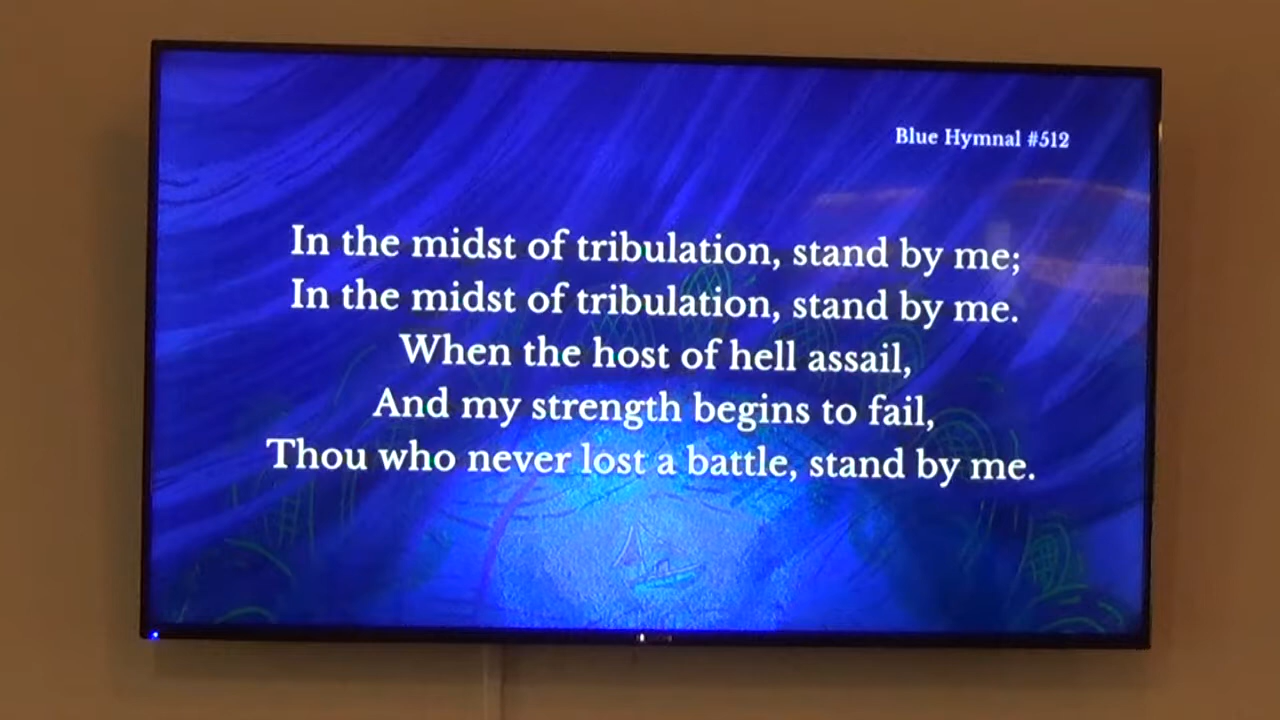 Blue Hymnal #512
In the midst of tribulation, stand by me;
In the midst of tribulation, stand by me.
When the host of hell assail,
And my strength begins to fail,
Thou who never lost a battle, stand by me.